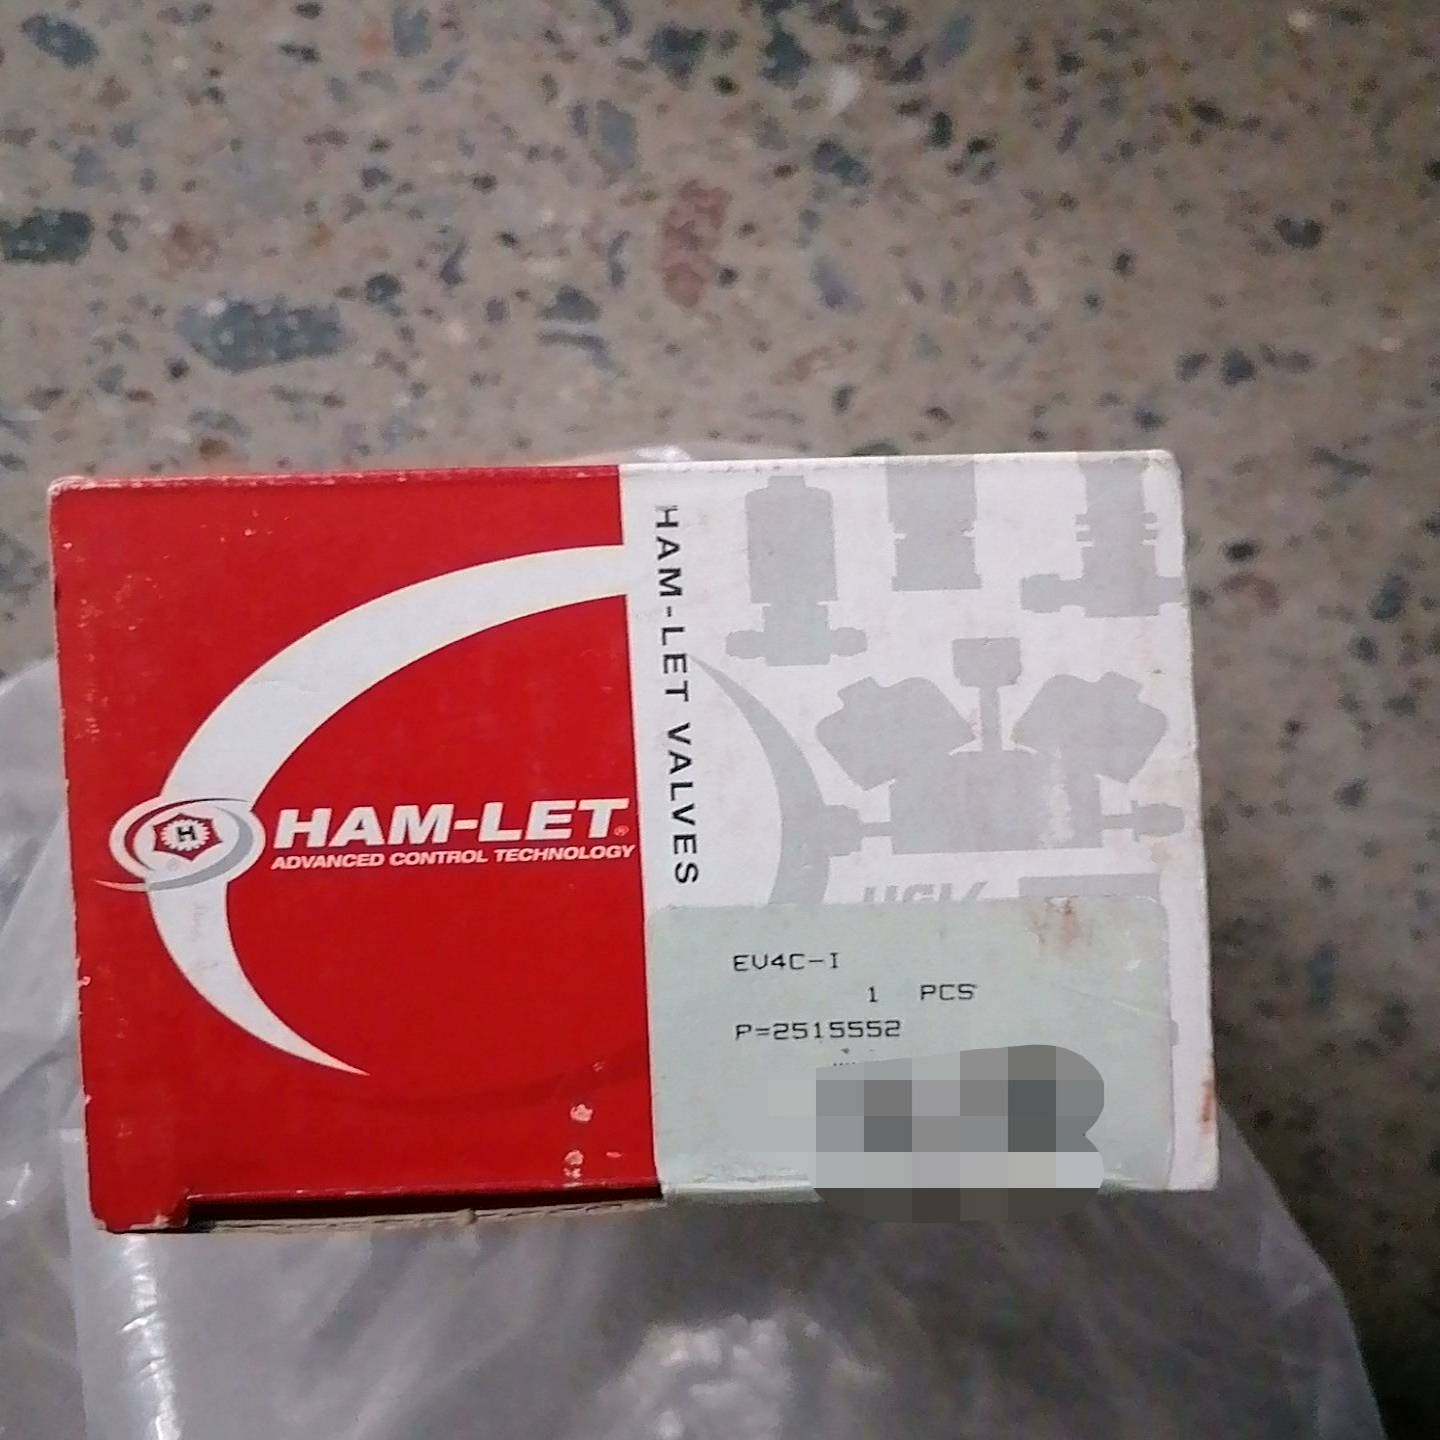 HAM-LET®
ADVANCED CONTROL TECHNOLOGY
HAM-LET VALVES
EV4C-I
1 PCS
P=2515552